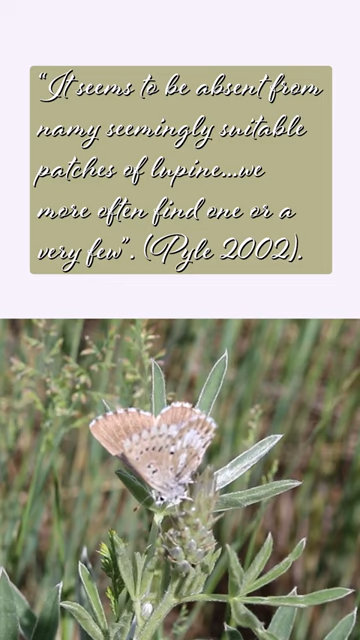 "It seems to be absent from
namy seemingly suitable
patches of lupine...we
more often find one or a
very few". (Pyle 2002).